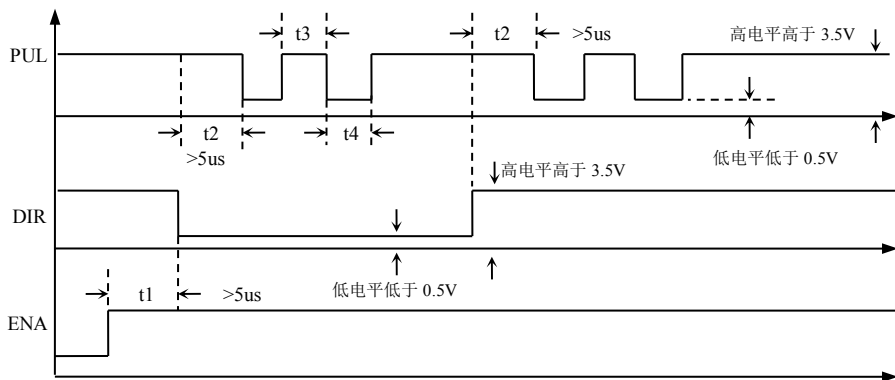 t3
t2
>5us
高电平高于 3.5V
PUL
t2
t4
>5us
低电平低于 0.5V
高电平高于 3.5V
DIR
t1
>5us
低电平低于 0.5V
ENA